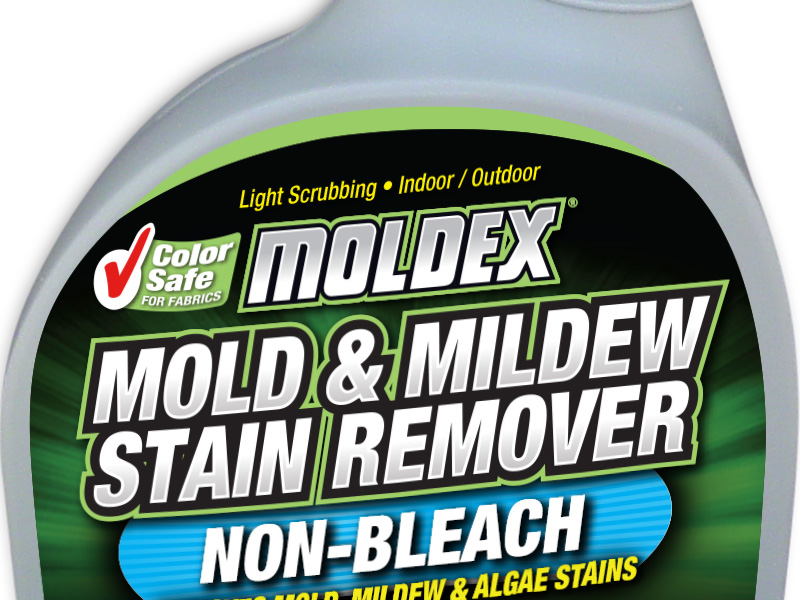 Light Scrubbing • Indoor / Outdoor
MOLDEX®
Color
Safe
FOR FABRICS
MOLD & MILDEW
STAIN REMOVER
NON-BLEACH
MOLD, MILDEW & ALGAE STAINS